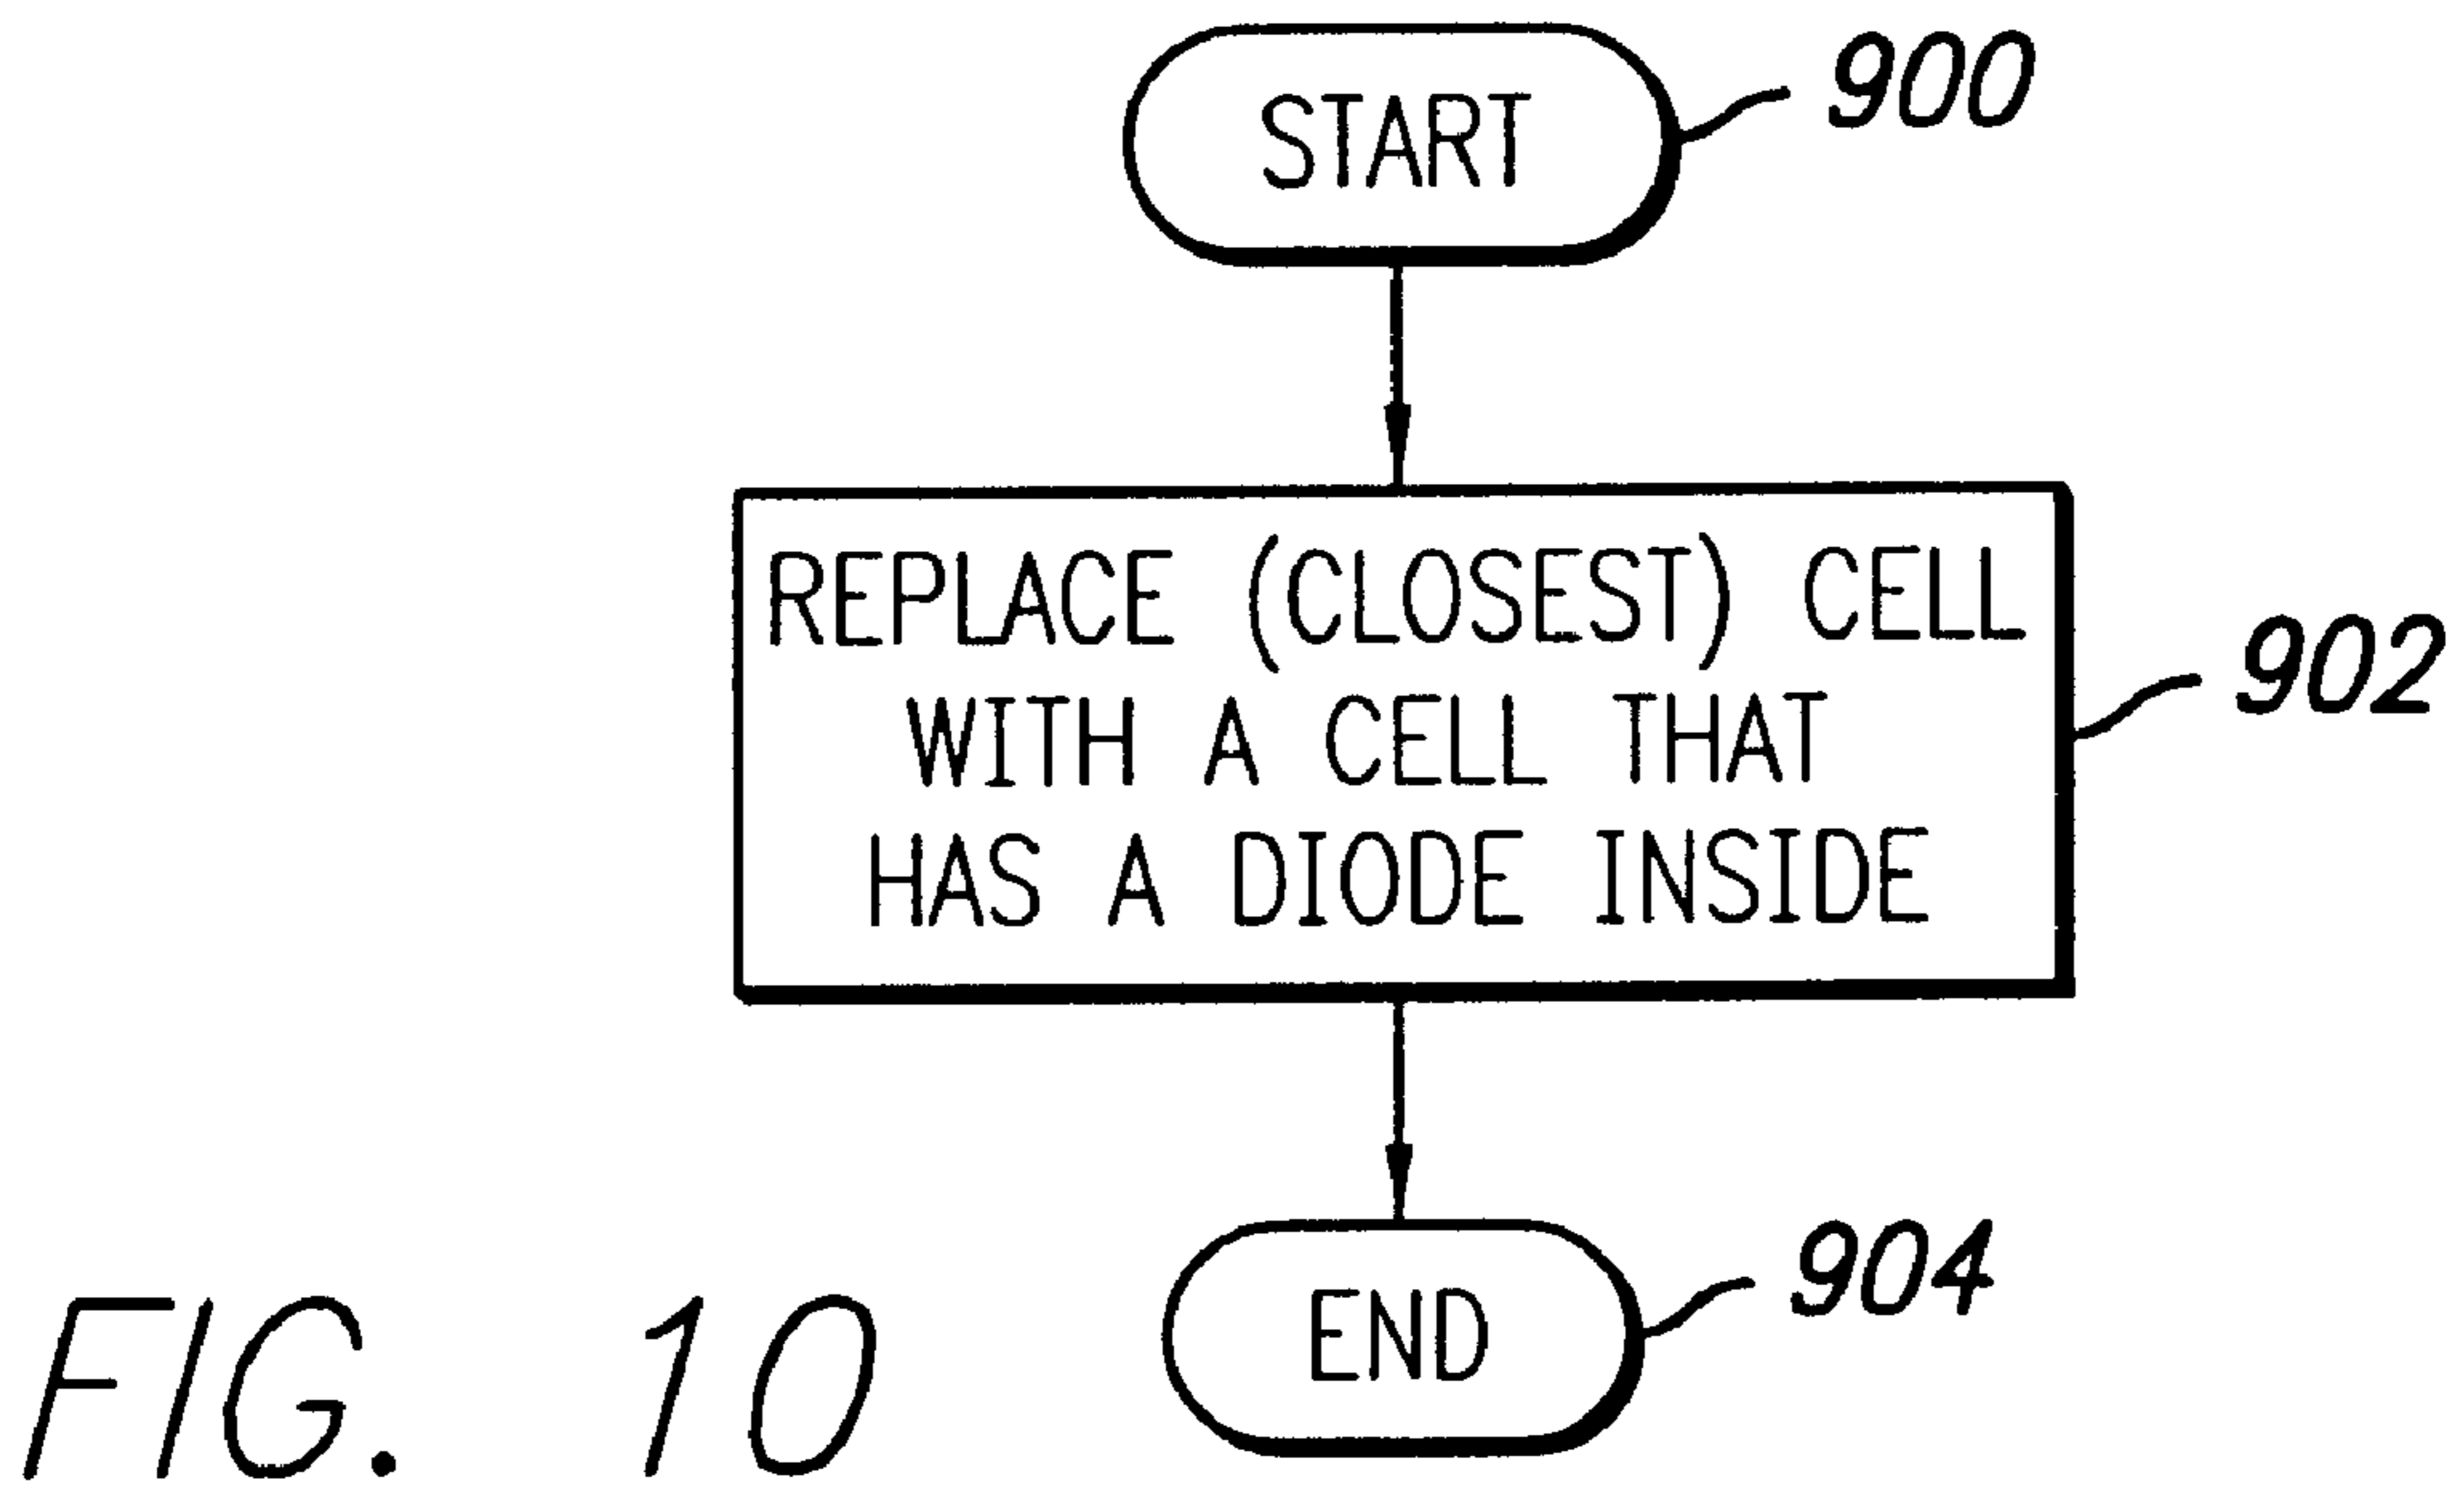 START
900
REPLACE (CLOSEST) CELL
WITH A CELL THAT
HAS A DIODE INSIDE
902
END
904
FIG. 10